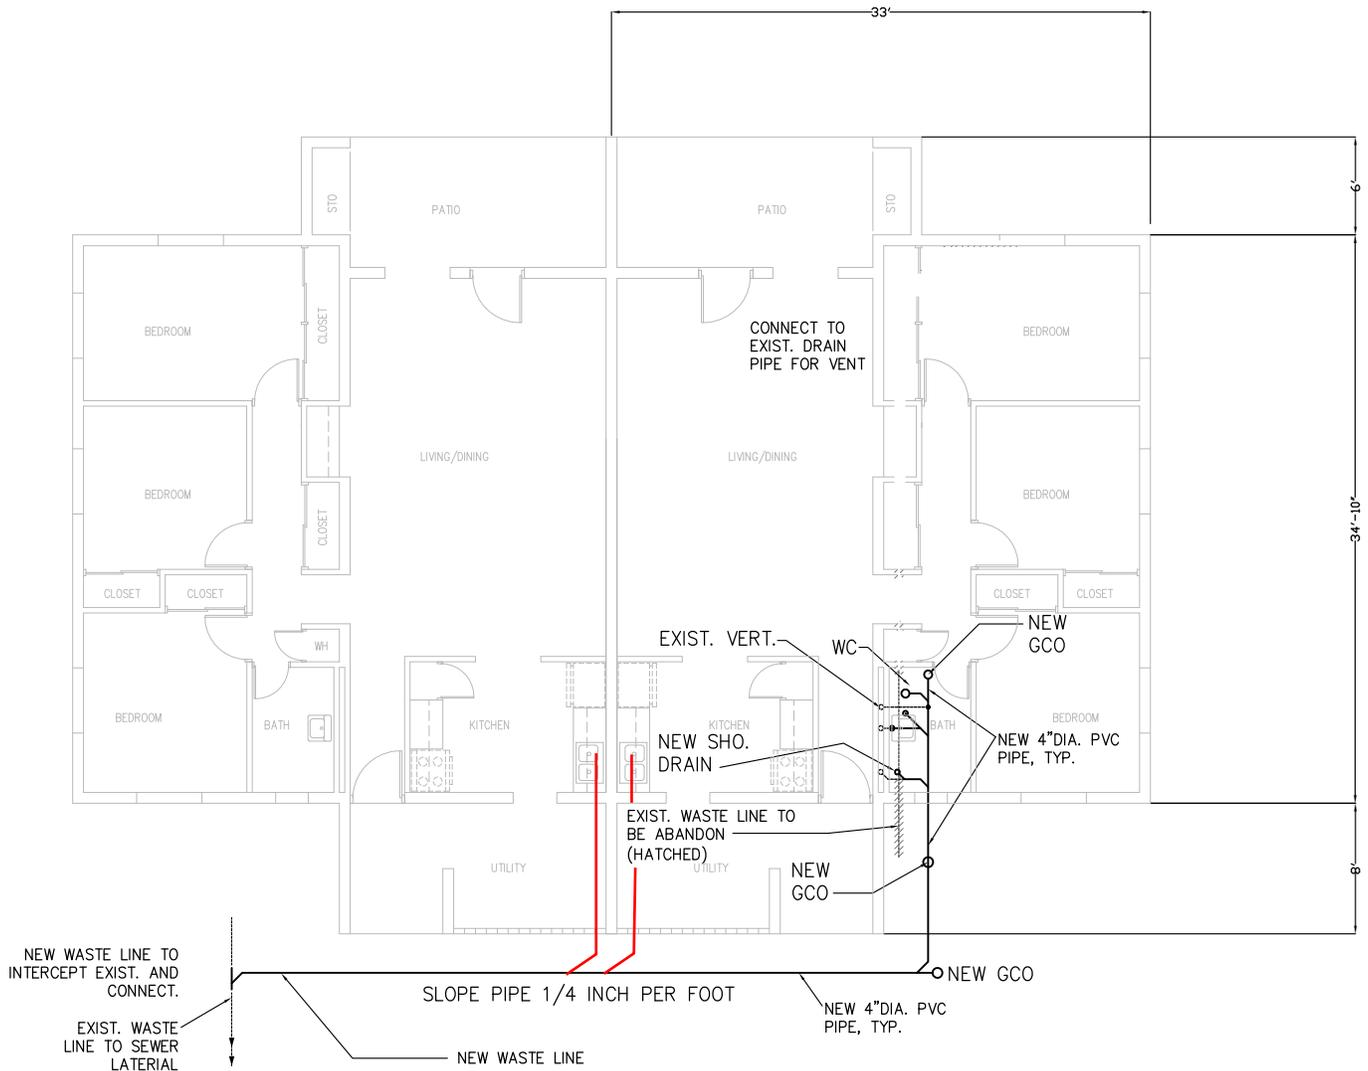 33'
6'
STO
PATIO
PATIO
STO
BEDROOM
CLOSET
CONNECT TO
EXIST. DRAIN
PIPE FOR VENT
BEDROOM
LIVING/DINING
LIVING/DINING
BEDROOM
CLOSET
BEDROOM
34'-10"
CLOSET
CLOSET
CLOSET
CLOSET
WH
EXIST. VERT.
WC
NEW
GCO
BEDROOM
BATH
KITCHEN
KITCHEN
BATH
BEDROOM
NEW SHO.
DRAIN
NEW 4"DIA. PVC
PIPE, TYP.
EXIST. WASTE LINE TO
BE ABANDON
(HATCHED)
UTILITY
UTILITY
NEW
GCO
8'
NEW WASTE LINE TO
INTERCEPT EXIST. AND
CONNECT.
NEW GCO
SLOPE PIPE 1/4 INCH PER FOOT
NEW 4"DIA. PVC
PIPE, TYP.
EXIST. WASTE
LINE TO SEWER
LATERIAL
NEW WASTE LINE